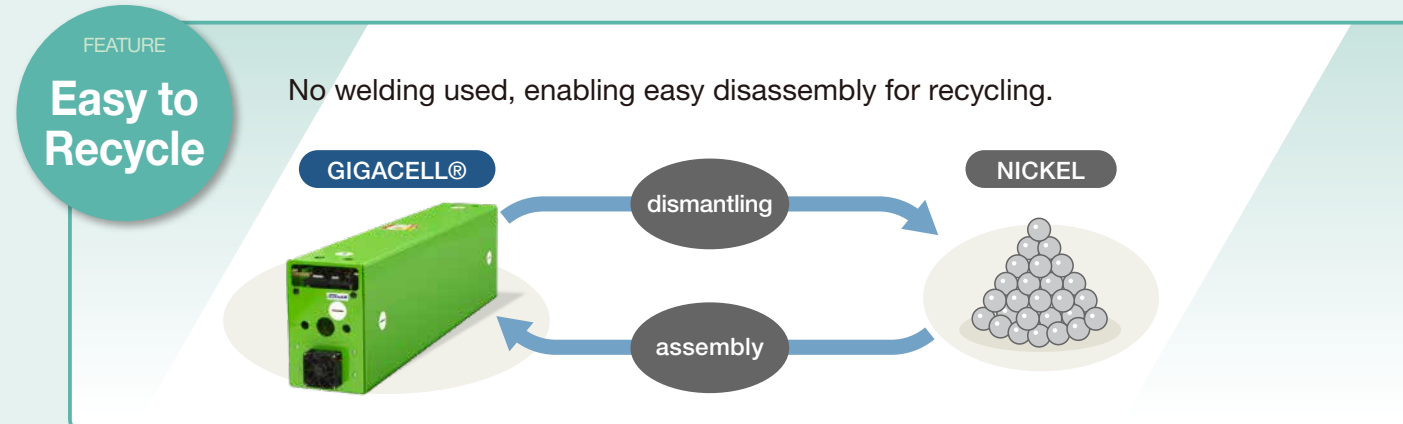 FEATURE
Easy to
Recycle
No welding used, enabling easy disassembly for recycling.
GIGACELL®
dismantling
NICKEL
assembly